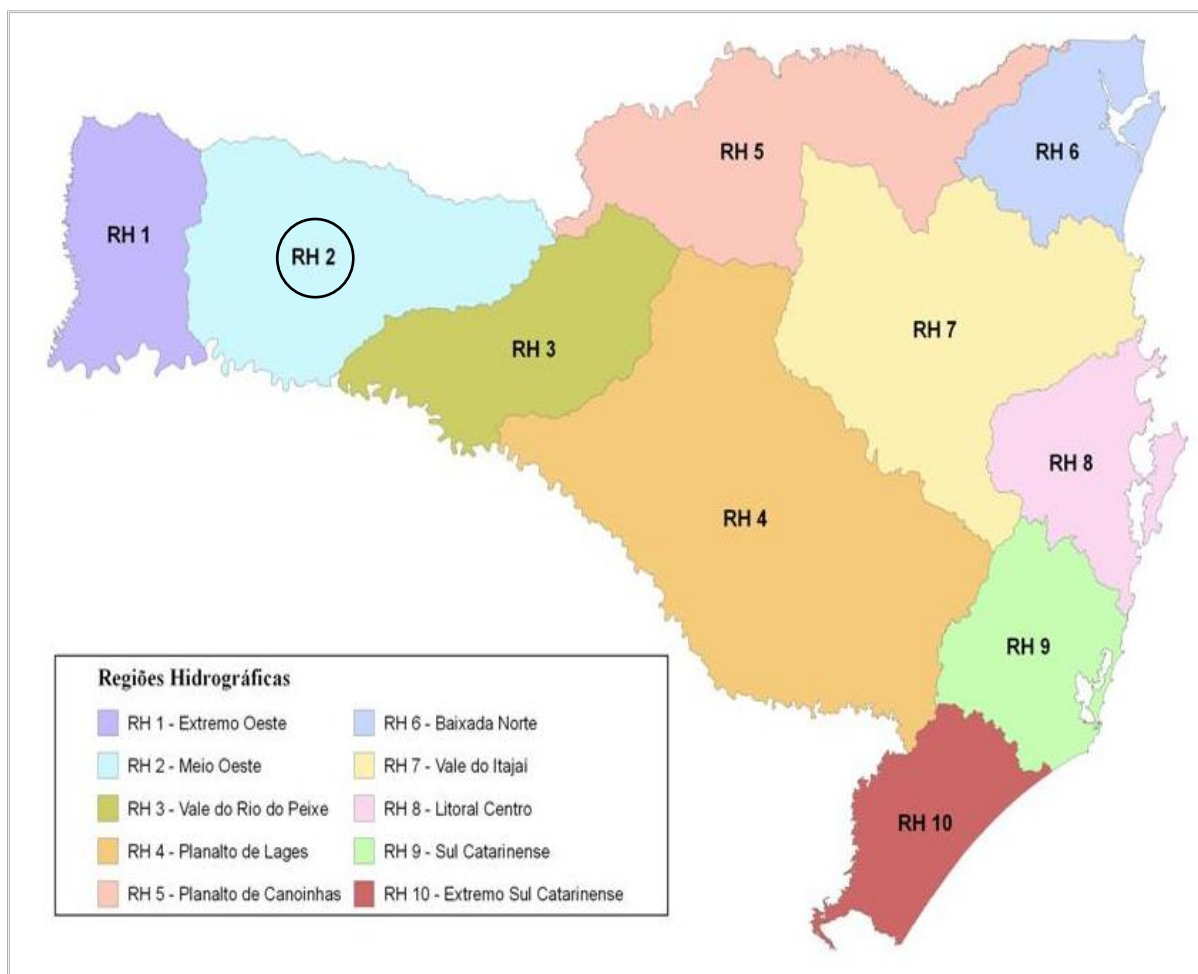 RH 5
RH 6
RH 1
RH 2
RH 7
RH 3
RH 8
RH 4
RH 9
RH 10
Regiões Hidrográficas
RH 1 - Extremo Oeste
RH 2 - Meio Oeste
RH 3 - Vale do Rio do Peixe
RH 4 - Planalto de Lages
RH 5 - Planalto de Canoinhas
RH 6 - Baixada Norte
RH 7 - Vale do Itajaí
RH 8 - Litoral Centro
RH 9 - Sul Catarinense
RH 10 - Extremo Sul Catarinense